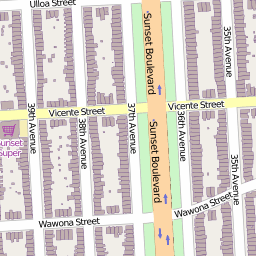 Ulloa Street
Sunset Boulevard
35th Avenue
Vicente Street
Vicente Street
39th Avenue
38th Avenue
37th Avenue
Sunset Boulevard
36th Avenue
35th Avenue
Sunset
Super
Wawona Street
Wawona Street